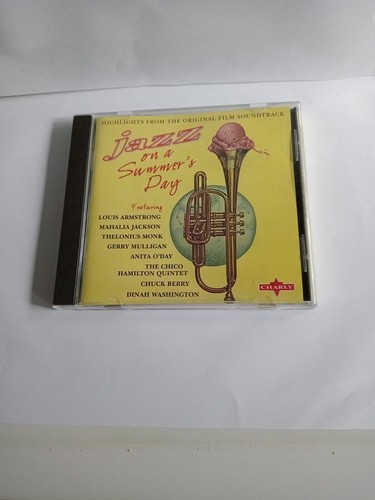 HIGHLIGHTS FROM THE ORIGINAL FILM SOUNDTRACK
jazz
on a
Summer's
Day
Featuring
LOUIS ARMSTRONG
MAHALIA JACKSON
THELONIUS MONK
GERRY MULLIGAN
ANITA O'DAY
THE CHICO
HAMILTON QUINTET
CHUCK BERRY
DINAH WASHINGTON
CHARLY